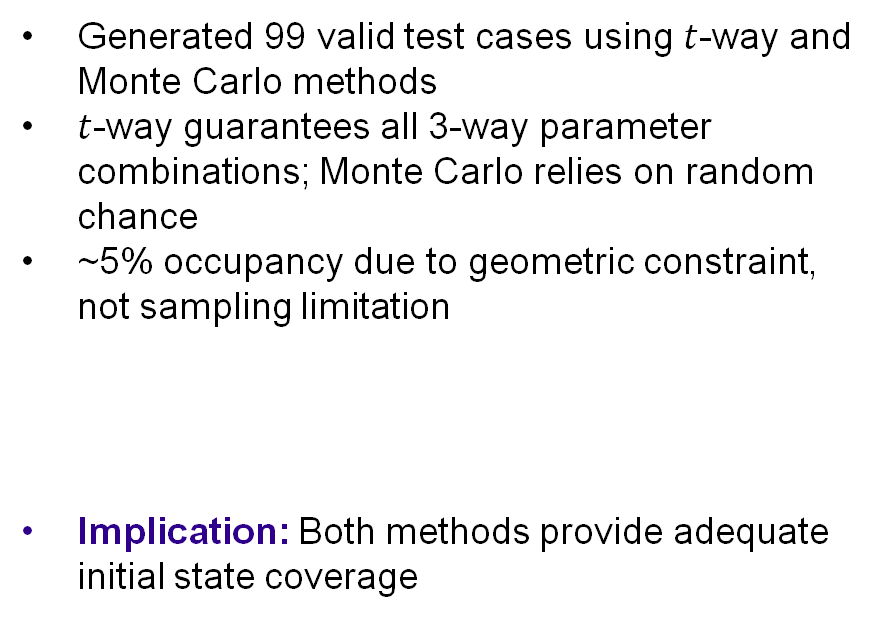 • Generated 99 valid test cases using t-way and
Monte Carlo methods
• t-way guarantees all 3-way parameter
combinations; Monte Carlo relies on random
chance
• ~5% occupancy due to geometric constraint,
not sampling limitation
• Implication: Both methods provide adequate
initial state coverage